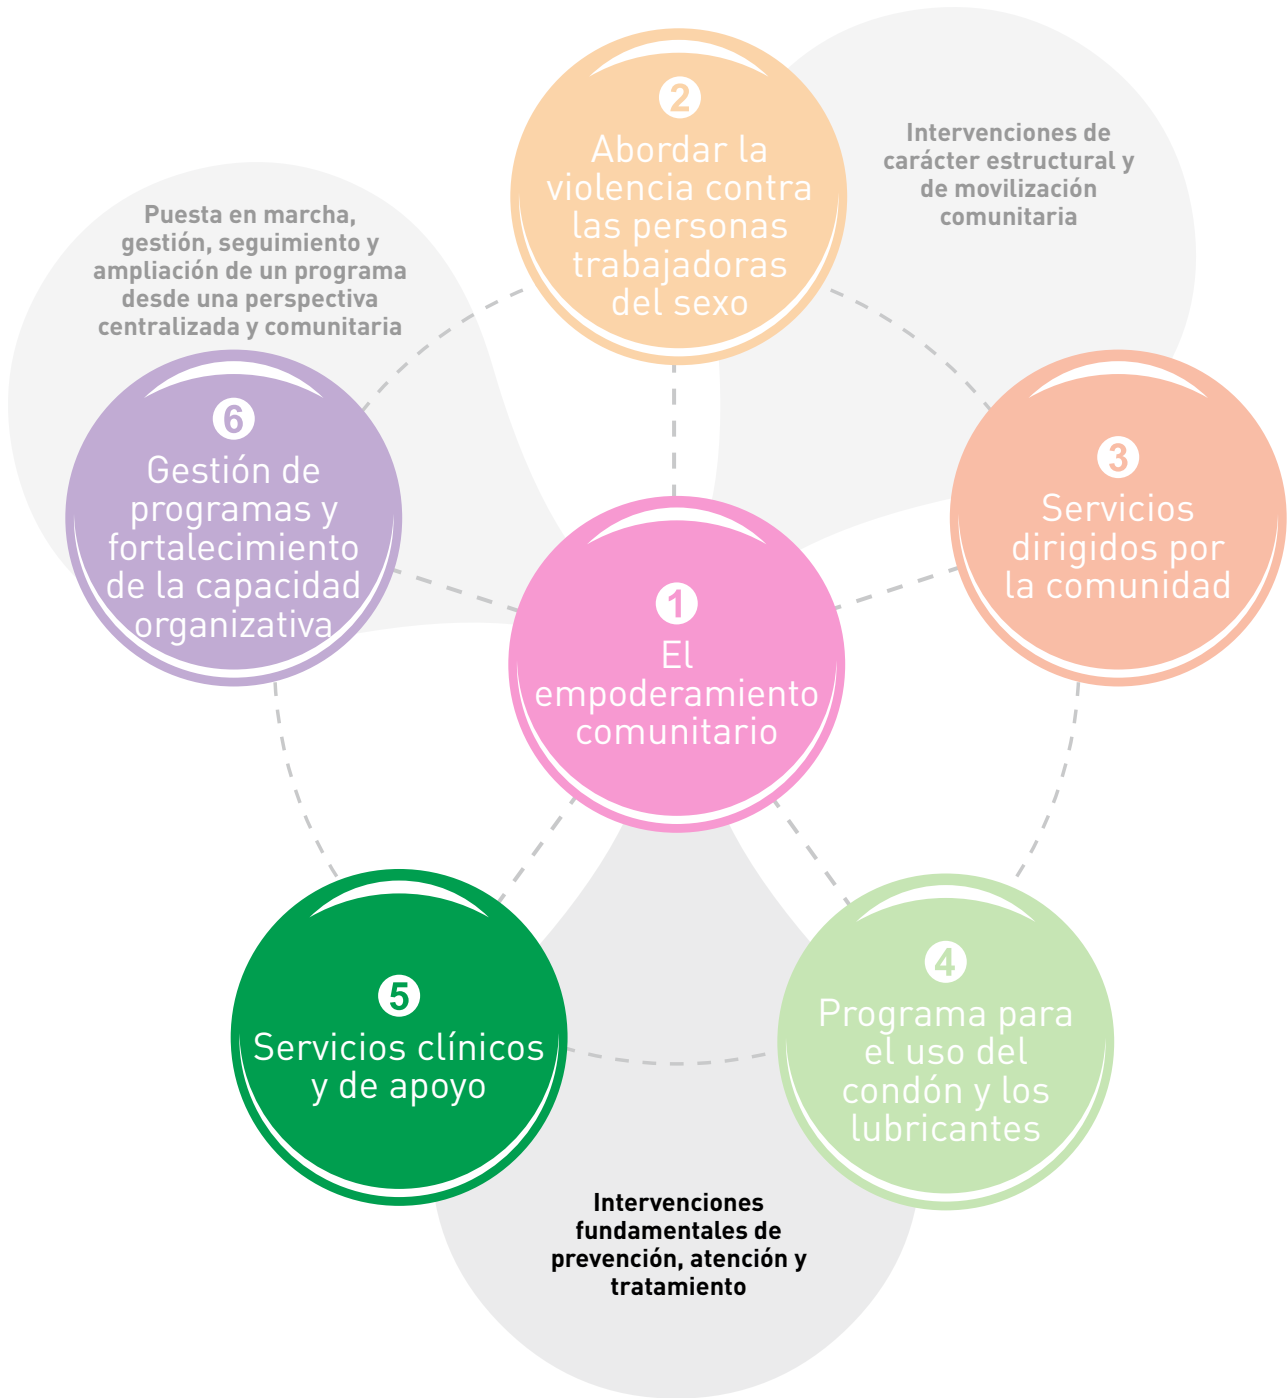 2
Abordar la
violencia contra
las personas
trabajadoras
del sexo
Intervenciones de
carácter estructural y
de movilización
comunitaria
Puesta en marcha,
gestión, seguimiento y
ampliación de un programa
desde una perspectiva
centralizada y comunitaria
6
Gestión de
programas y
fortalecimiento
de la capacidad
organizativa
3
Servicios
dirigidos por
la comunidad
1
El
empoderamiento
comunitario
5
Servicios clínicos
y de apoyo
4
Programa para
el uso del
condón y los
lubricantes
Intervenciones
fundamentales de
prevención, atención y
tratamiento